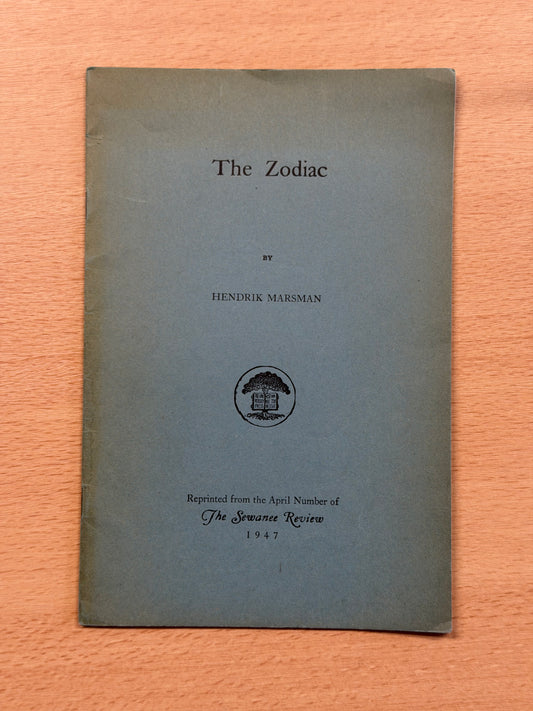 The Zodiac
BY
HENDRIK MARSMAN
Reprinted from the April Number of
The Sewanee Review
1947